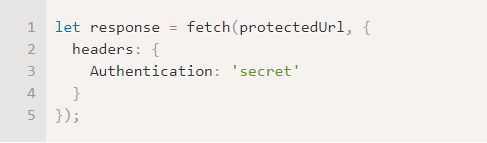 1 let response = fetch(protectedUrl, {
2   headers: {
3     Authentication: 'secret'
4   }
5 });